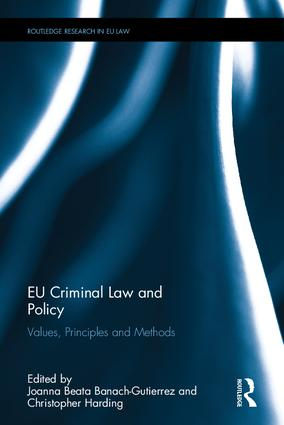 ROUTLEDGE RESEARCH IN EU LAW
EU Criminal Law and
Policy
Values, Principles and Methods
Edited by
Joanna Beata Banach-Gutierrez and
Christopher Harding
ROUTLEDGE